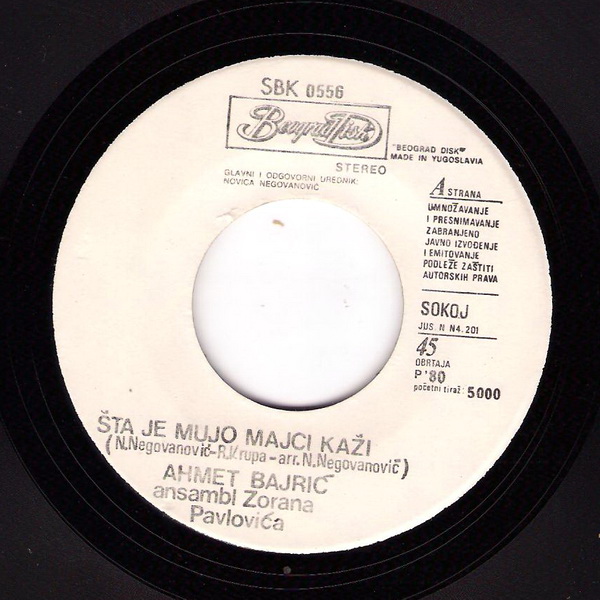 SBK 0556
Beograd Disk
STEREO
"BEOGRAD DISK"
MADE IN YUGOSLAVIA
GLAVNI I ODGOVORNI UREDNIK:
NOVICA NEGOVANOVIĆ
A STRANA
UMNOŽAVANJE
I PRESNIMAVANJE
ZABRANJENO
JAVNO IZVOĐENJE
I EMITOVANJE
PODLEŽE ZAŠTITI
AUTORSKIH PRAVA
SOKOJ
JUS. N N4.201
45
OBRTAJA
P'80
početni tiraž: 5000
ŠTA JE MUJO MAJCI KAŽI
(N.Negovanović-R.Krupa-arr.N.Negovanović)
AHMET BAJRIĆ
ansambl Zorana
Pavlovića